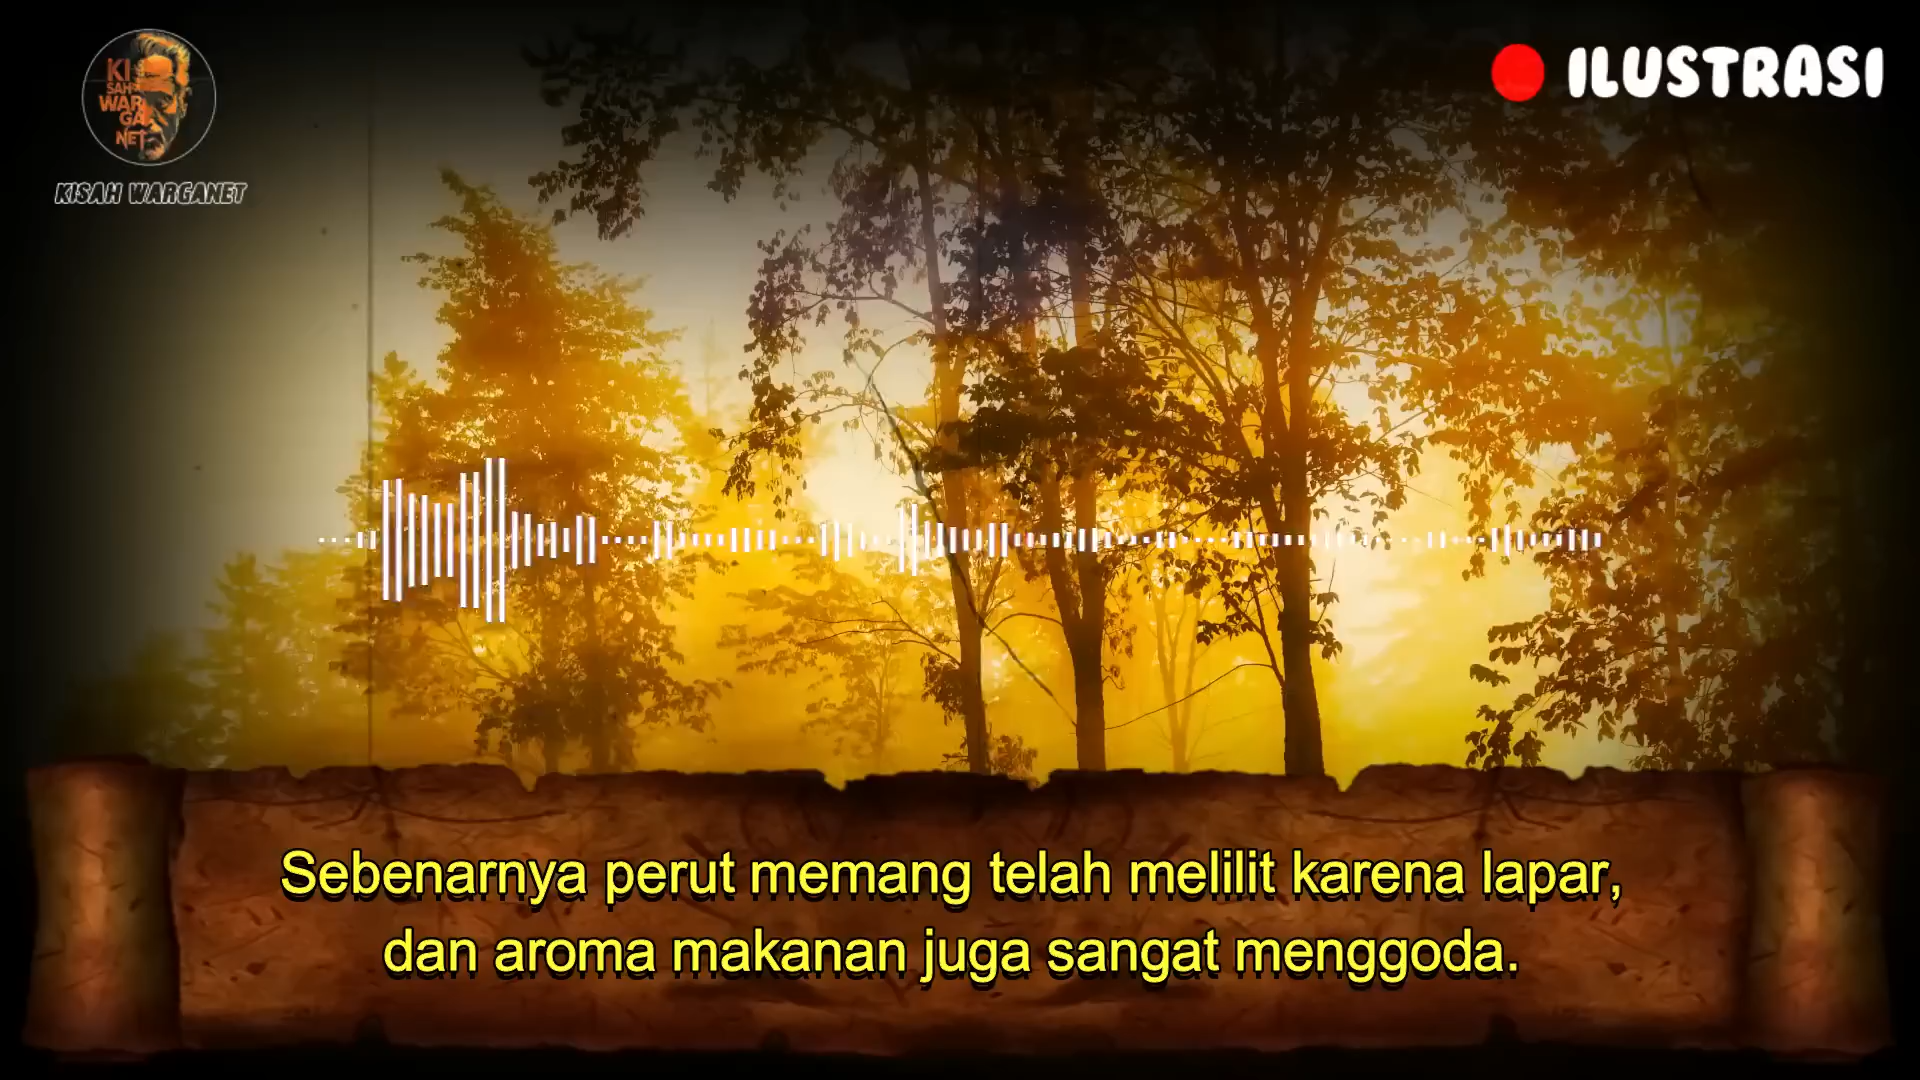 KI
SAH
WAR
GA
NET
KISAH WARGANET
ILUSTRASI
Sebenarnya perut memang telah melilit karena lapar,
dan aroma makanan juga sangat menggoda.